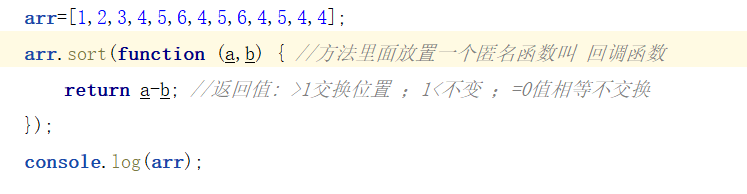 arr=[1,2,3,4,5,6,4,5,6,4,5,4,4];
arr.sort(function (a,b) { //方法里面放置一个匿名函数叫 回调函数
return a-b; //返回值: >1交换位置 ; 1<不变 ; =0值相等不交换
});
console.log(arr);